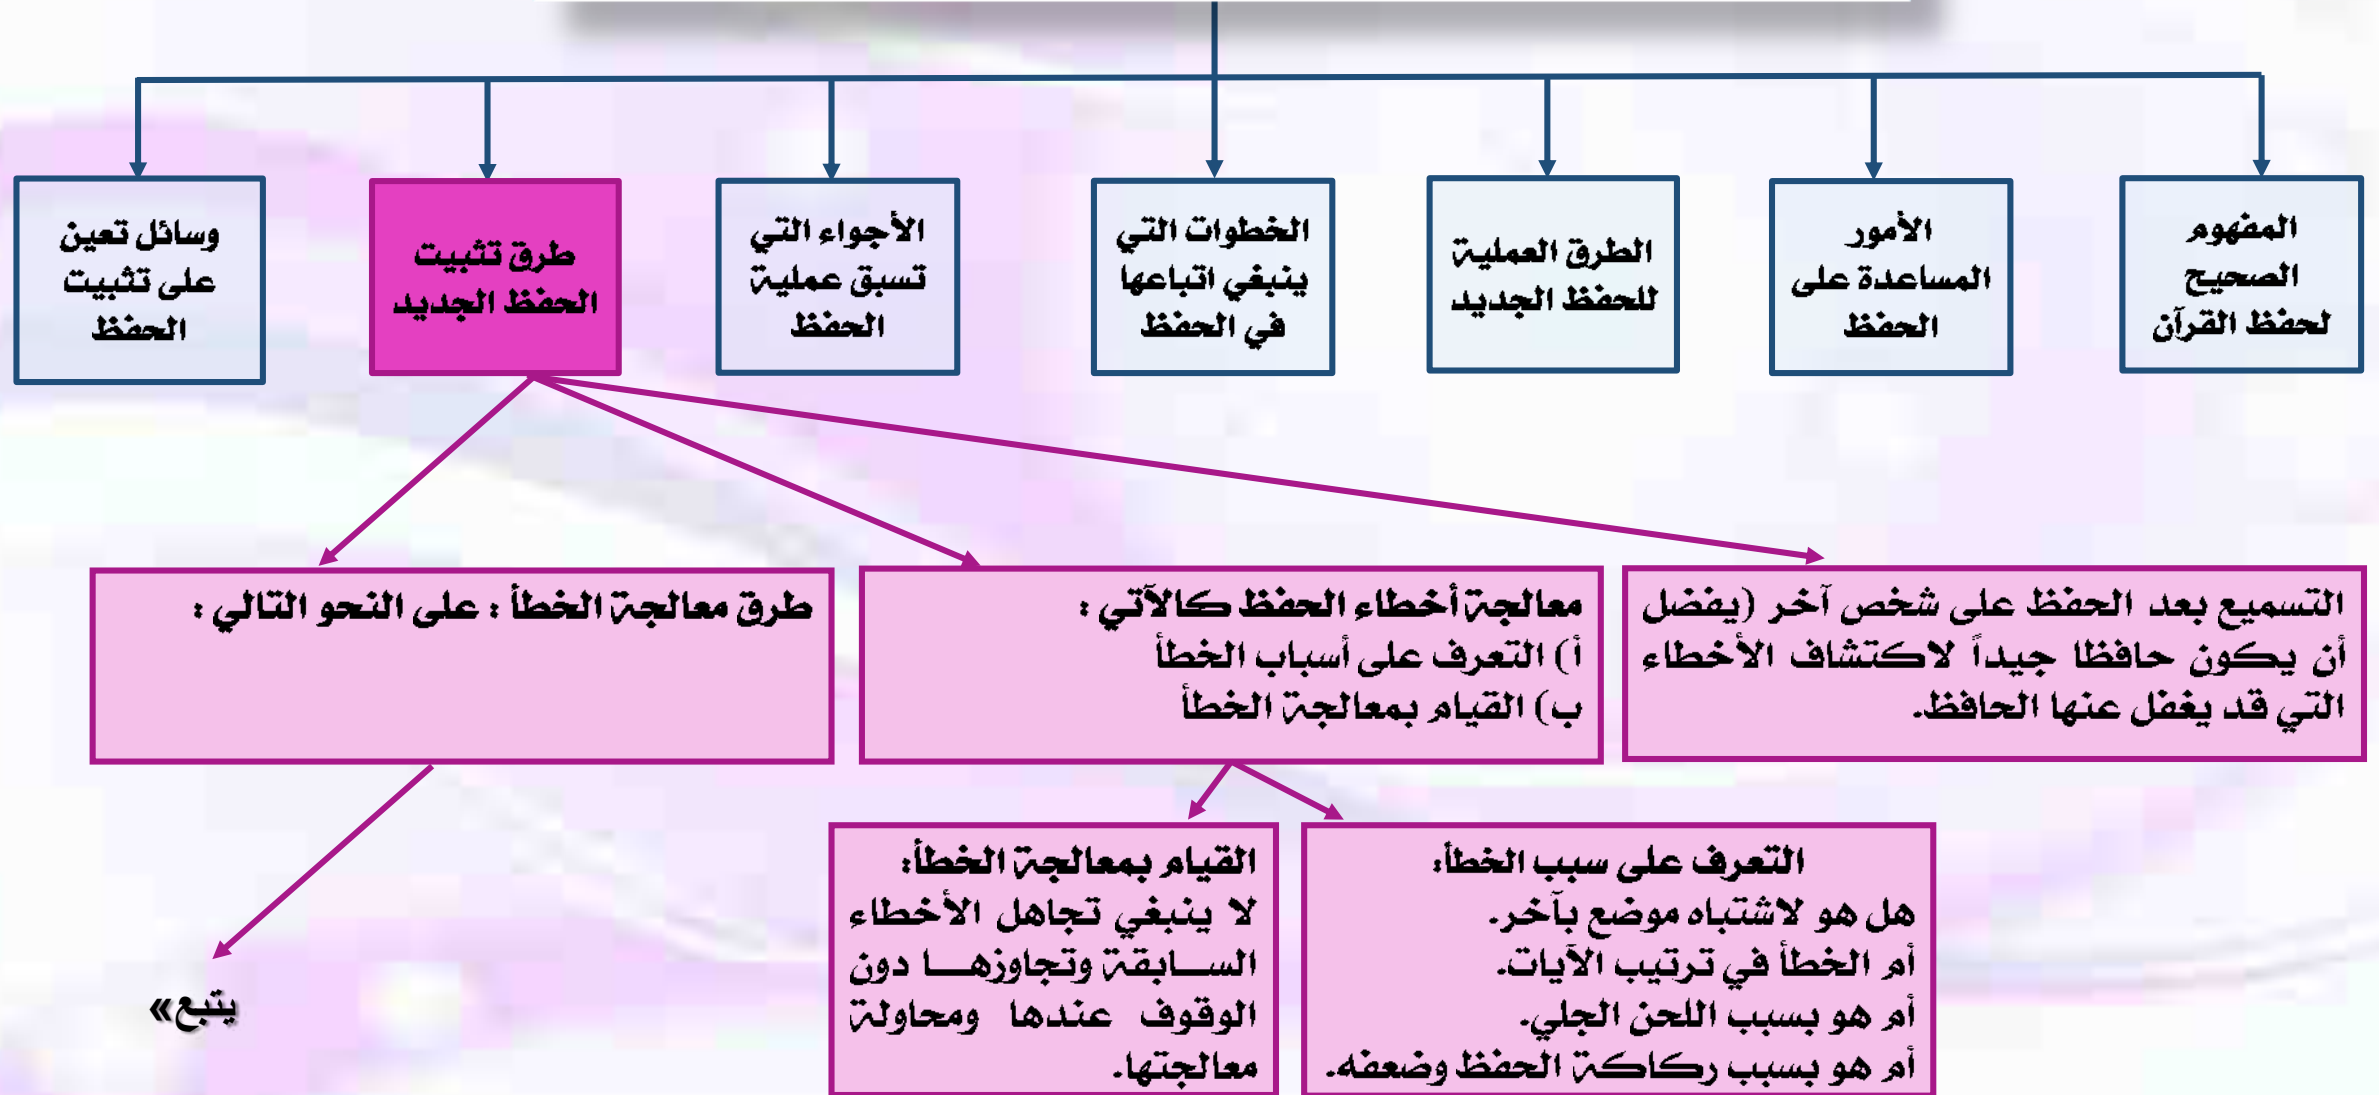 المفهوم
الصحيح
لحفظ القرآن
الأمور
المساعدة على
الحفظ
الطرق العملية
للحفظ الجديد
الخطوات التي
ينبغي اتباعها
في الحفظ
الأجواء التي
تسبق عملية
الحفظ
طرق تثبيت
الحفظ الجديد
وسائل تعين
على تثبيت
الحفظ
التسميع بعد الحفظ على شخص آخر (يفضل
أن يكون حافظا جيداً لاكتشاف الأخطاء
التي قد يغفل عنها الحافظ.
معالجة أخطاء الحفظ كالآتي :
أ) التعرف على أسباب الخطأ
ب) القيام بمعالجة الخطأ
طرق معالجة الخطأ : على النحو التالي :
التعرف على سبب الخطأ:
هل هو لاشتباه موضع بآخر.
أم الخطأ في ترتيب الآيات.
أم هو بسبب اللحن الجلي.
أم هو بسبب ركاكة الحفظ وضعفه.
القيام بمعالجة الخطأ:
لا ينبغي تجاهل الأخطاء
السابقة وتجاوزها دون
الوقوف عندها ومحاولة
معالجتها.
يتبع»